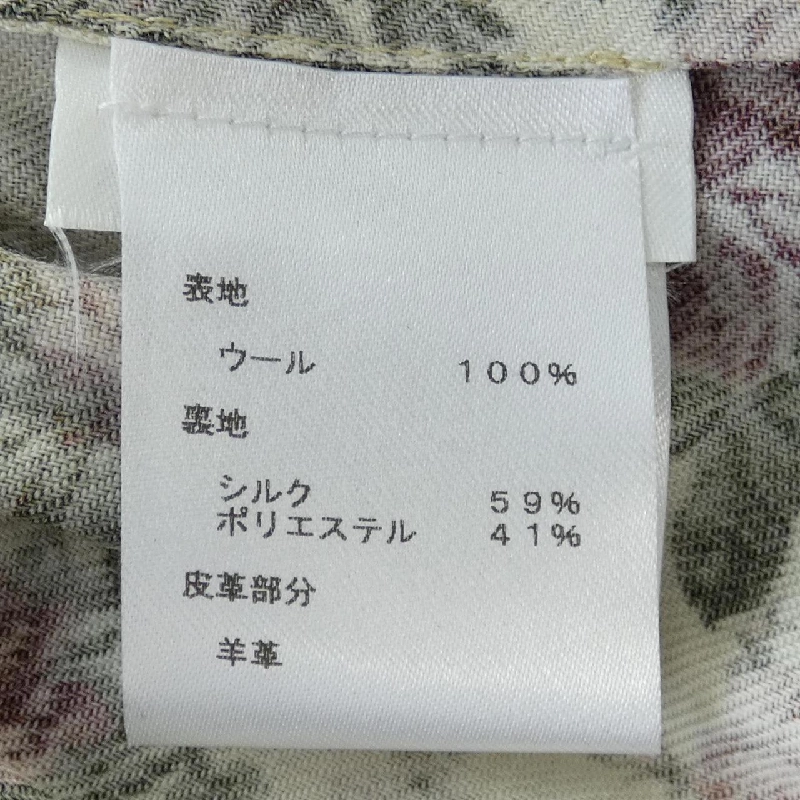 表地
ウール 100%
裏地
シルク 59%
ポリエステル 41%
皮革部分
羊革